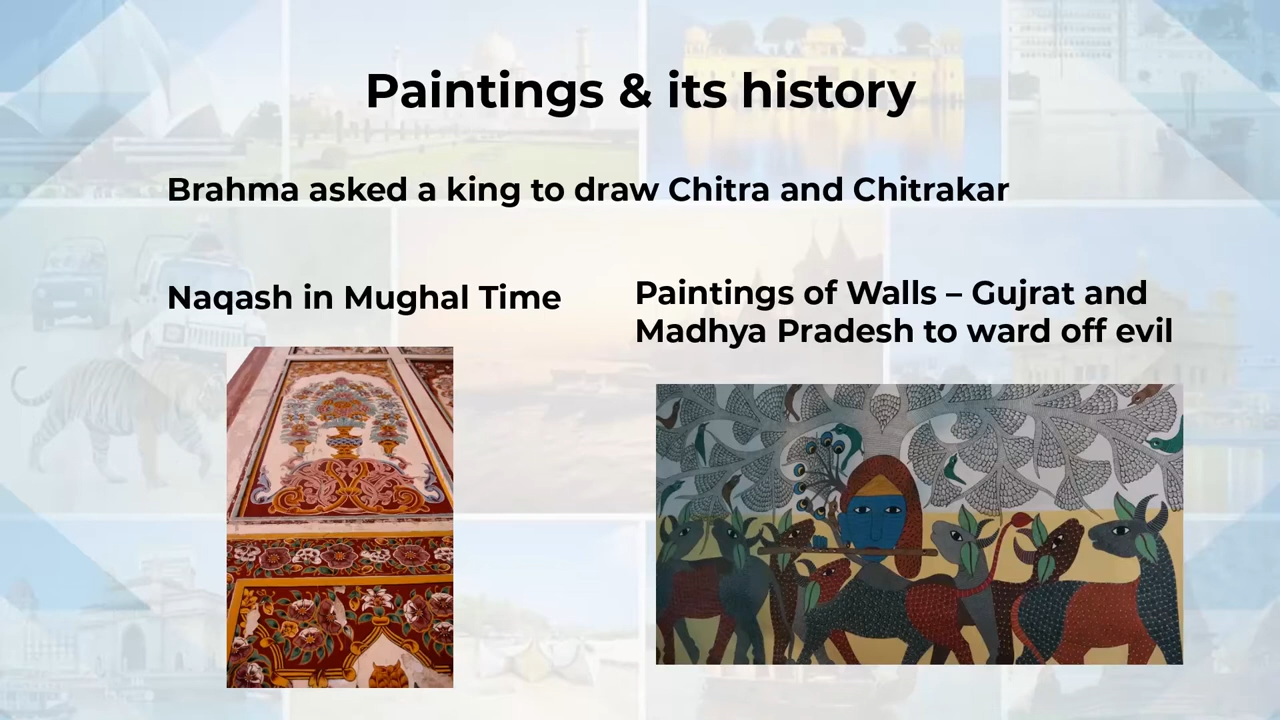 Paintings & its history
Brahma asked a king to draw Chitra and Chitrakar
Naqash in Mughal Time
Paintings of Walls – Gujrat and
Madhya Pradesh to ward off evil